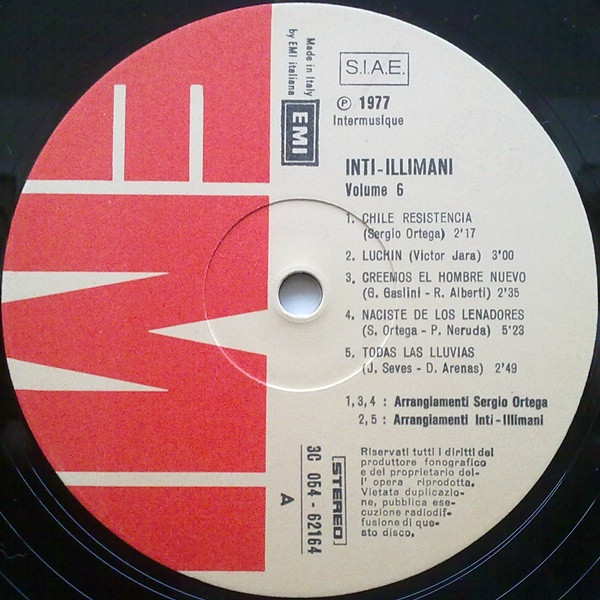 Made in Italy
by EMI italiana
EMI
S.I.A.E.
℗ 1977
Intermusique
INTI-ILLIMANI
Volume 6
1. CHILE RESISTENCIA
(Sergio Ortega) 2'17
2. LUCHIN (Victor Jara) 3'00
3. CREEMOS EL HOMBRE NUEVO
(G. Gaslini - R. Alberti) 2'35
4. NACISTE DE LOS LENADORES
(S. Ortega - P. Neruda) 5'23
5. TODAS LAS LLUVIAS
(J. Seves - D. Arenas) 2'49
1,3,4 : Arrangiamenti Sergio Ortega
2,5 : Arrangiamenti Inti-Illimani
STEREO
3C 054 - 62164
A
Riservati tutti i diritti del
produttore fonografico
e del proprietario del-
l' opera riprodotta.
Vietata duplicazio-
ne, pubblica ese-
cuzione radiodif-
fusione di que-
sto disco.
EMI